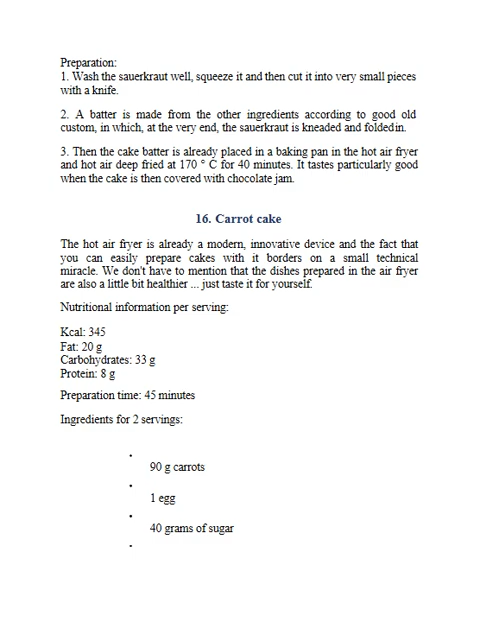 Preparation:
1. Wash the sauerkraut well, squeeze it and then cut it into very small pieces
with a knife.
2. A batter is made from the other ingredients according to good old
custom, in which, at the very end, the sauerkraut is kneaded and folded in.
3. Then the cake batter is already placed in a baking pan in the hot air fryer
and hot air deep fried at 170 ° C for 40 minutes. It tastes particularly good
when the cake is then covered with chocolate jam.
16. Carrot cake
The hot air fryer is already a modern, innovative device and the fact that
you can easily prepare cakes with it borders on a small technical
miracle. We don't have to mention that the dishes prepared in the air fryer
are also a little bit healthier ... just taste it for yourself.
Nutritional information per serving:
Kcal: 345
Fat: 20 g
Carbohydrates: 33 g
Protein: 8 g
Preparation time: 45 minutes
Ingredients for 2 servings:
•
90 g carrots
•
1 egg
•
40 grams of sugar
•